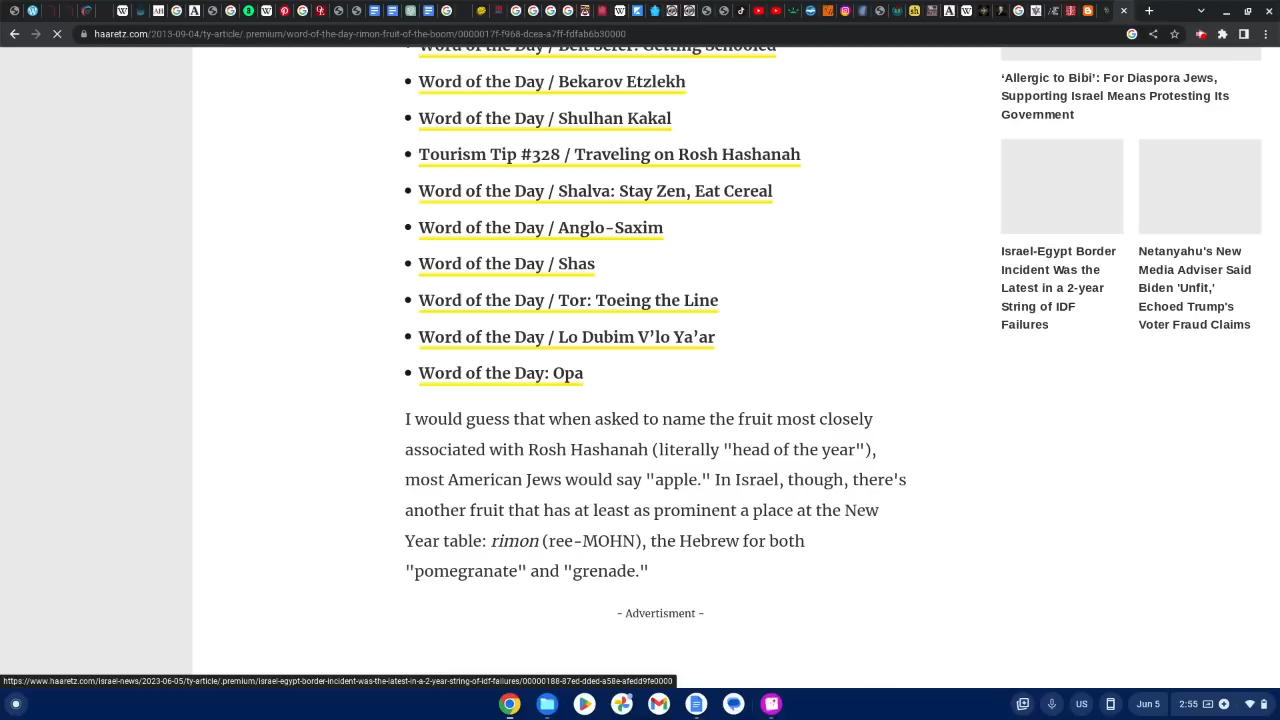 haaretz.com/2013-09-04/ty-article/.premium/word-of-the-day-rimon-fruit-of-the-boom/0000017f-f968-dcea-a7ff-fdfab6b30000
Word of the Day / Beit Sefer: Getting Schooled
Word of the Day / Bekarov Etzlekh
Word of the Day / Shulhan Kakal
Tourism Tip #328 / Traveling on Rosh Hashanah
Word of the Day / Shalva: Stay Zen, Eat Cereal
Word of the Day / Anglo-Saxim
Word of the Day / Shas
Word of the Day / Tor: Toeing the Line
Word of the Day / Lo Dubim V’lo Ya’ar
Word of the Day: Opa
I would guess that when asked to name the fruit most closely
associated with Rosh Hashanah (literally "head of the year"),
most American Jews would say "apple." In Israel, though, there's
another fruit that has at least as prominent a place at the New
Year table: rimon (ree-MOHN), the Hebrew for both
"pomegranate" and "grenade."
- Advertisment -
‘Allergic to Bibi’: For Diaspora Jews,
Supporting Israel Means Protesting Its
Government
Israel-Egypt Border
Incident Was the
Latest in a 2-year
String of IDF
Failures
Netanyahu's New
Media Adviser Said
Biden 'Unfit,'
Echoed Trump's
Voter Fraud Claims
https://www.haaretz.com/israel-news/2023-06-05/ty-article/.premium/israel-egypt-border-incident-was-the-latest-in-a-2-year-string-of-idf-failures/00000188-87ed-dded-a58e-afedd9fe0000
US
Jun 5
2:55